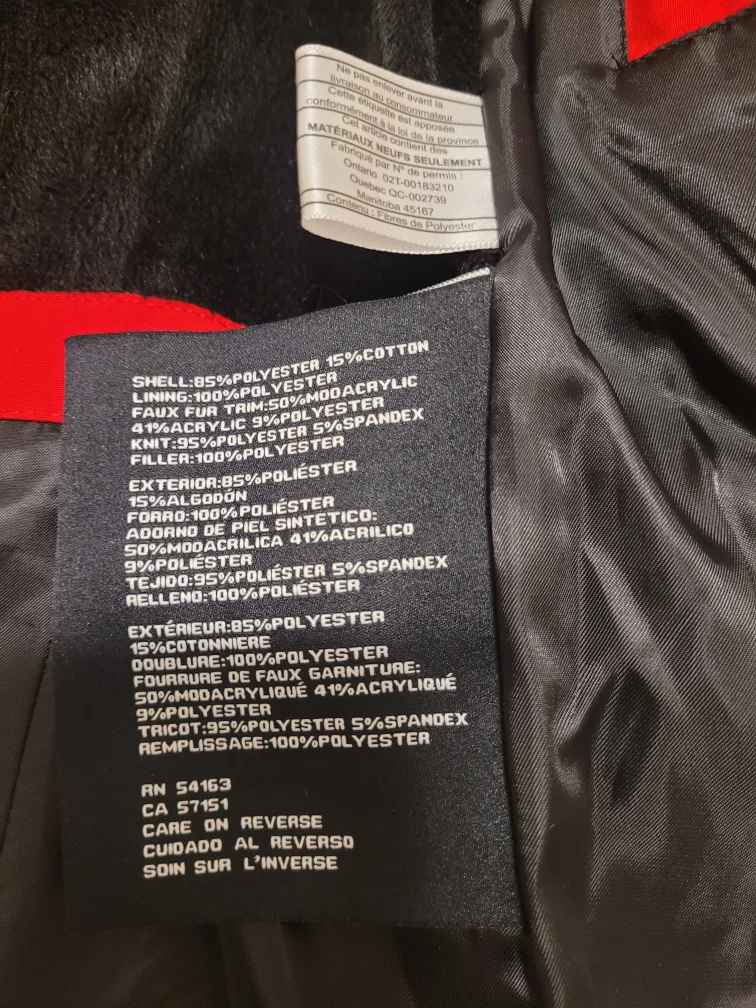 Ne pas enlever avant la
livraison au consommateur
Cette étiquette est apposée
conformément à la loi de la province
Cet article contient des
MATÉRIAUX NEUFS SEULEMENT
Fabriqué par N° de permis :
Ontario 02T-00183210
Quebec QC-002739
Manitoba 45167
Contenu : Fibres de Polyester
SHELL:85%POLYESTER 15%COTTON
LINING:100%POLYESTER
FAUX FUR TRIM:50%MODACRYLIC
41%ACRYLIC 9%POLYESTER
KNIT:95%POLYESTER 5%SPANDEX
FILLER:100%POLYESTER
EXTERIOR:85%POLIÉSTER
15%ALGODÓN
FORRO:100%POLIÉSTER
ADORNO DE PIEL SINTÉTICO:
50%MODACRILICA 41%ACRILICO
9%POLIÉSTER
TEJIDO:95%POLIÉSTER 5%SPANDEX
RELLENO:100%POLIÉSTER
EXTÉRIEUR:85%POLYESTER
15%COTONNIERE
DOUBLURE:100%POLYESTER
FOURRURE DE FAUX GARNITURE:
50%MODACRYLIQUÉ 41%ACRYLIQUÉ
9%POLYESTER
TRICOT:95%POLYESTER 5%SPANDEX
REMPLISSAGE:100%POLYESTER
RN 54163
CA 57151
CARE ON REVERSE
CUIDADO AL REVERSO
SOIN SUR L'INVERSE